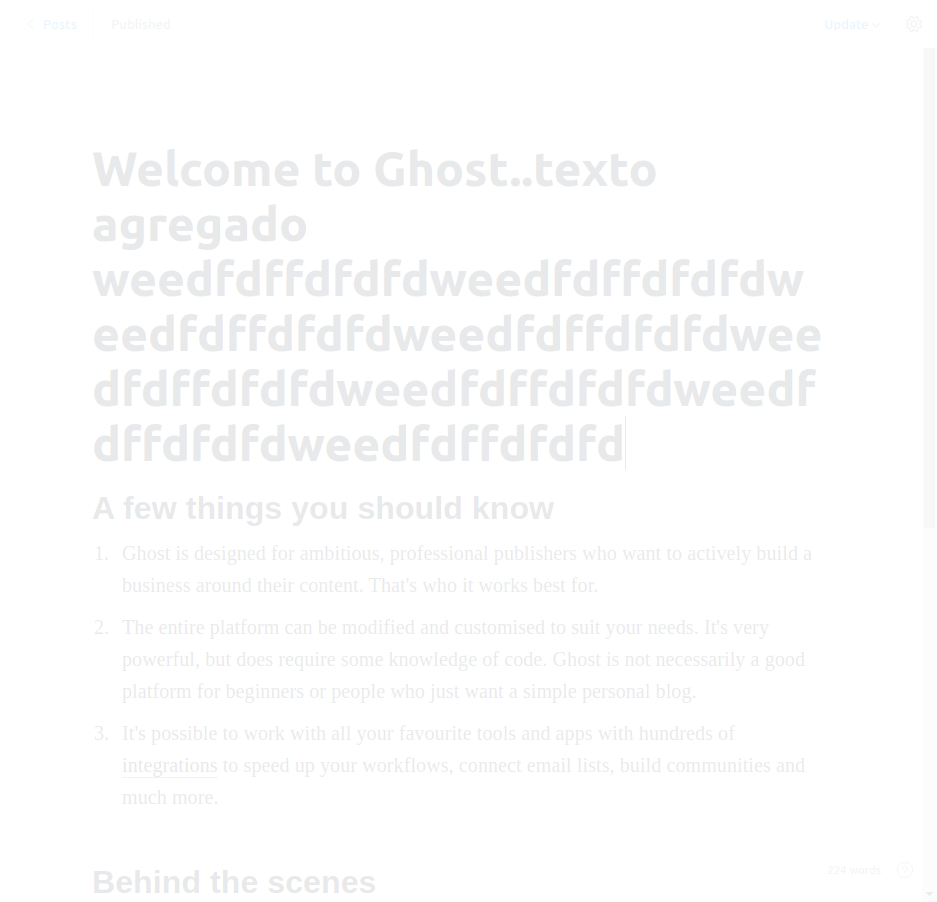 Posts
Published
Update
Welcome to Ghost..texto
agregado
weedfdffdfdfdweedfdffdfdfdw
eedfdffdfdfdweedfdffdfdfdwee
dfdffdfdfdweedfdffdfdfdweedf
dffdfdfdweedfdffdfdfd
A few things you should know
1. Ghost is designed for ambitious, professional publishers who want to actively build a
business around their content. That's who it works best for.
2. The entire platform can be modified and customised to suit your needs. It's very
powerful, but does require some knowledge of code. Ghost is not necessarily a good
platform for beginners or people who just want a simple personal blog.
3. It's possible to work with all your favourite tools and apps with hundreds of
integrations to speed up your workflows, connect email lists, build communities and
much more.
224 words
Behind the scenes